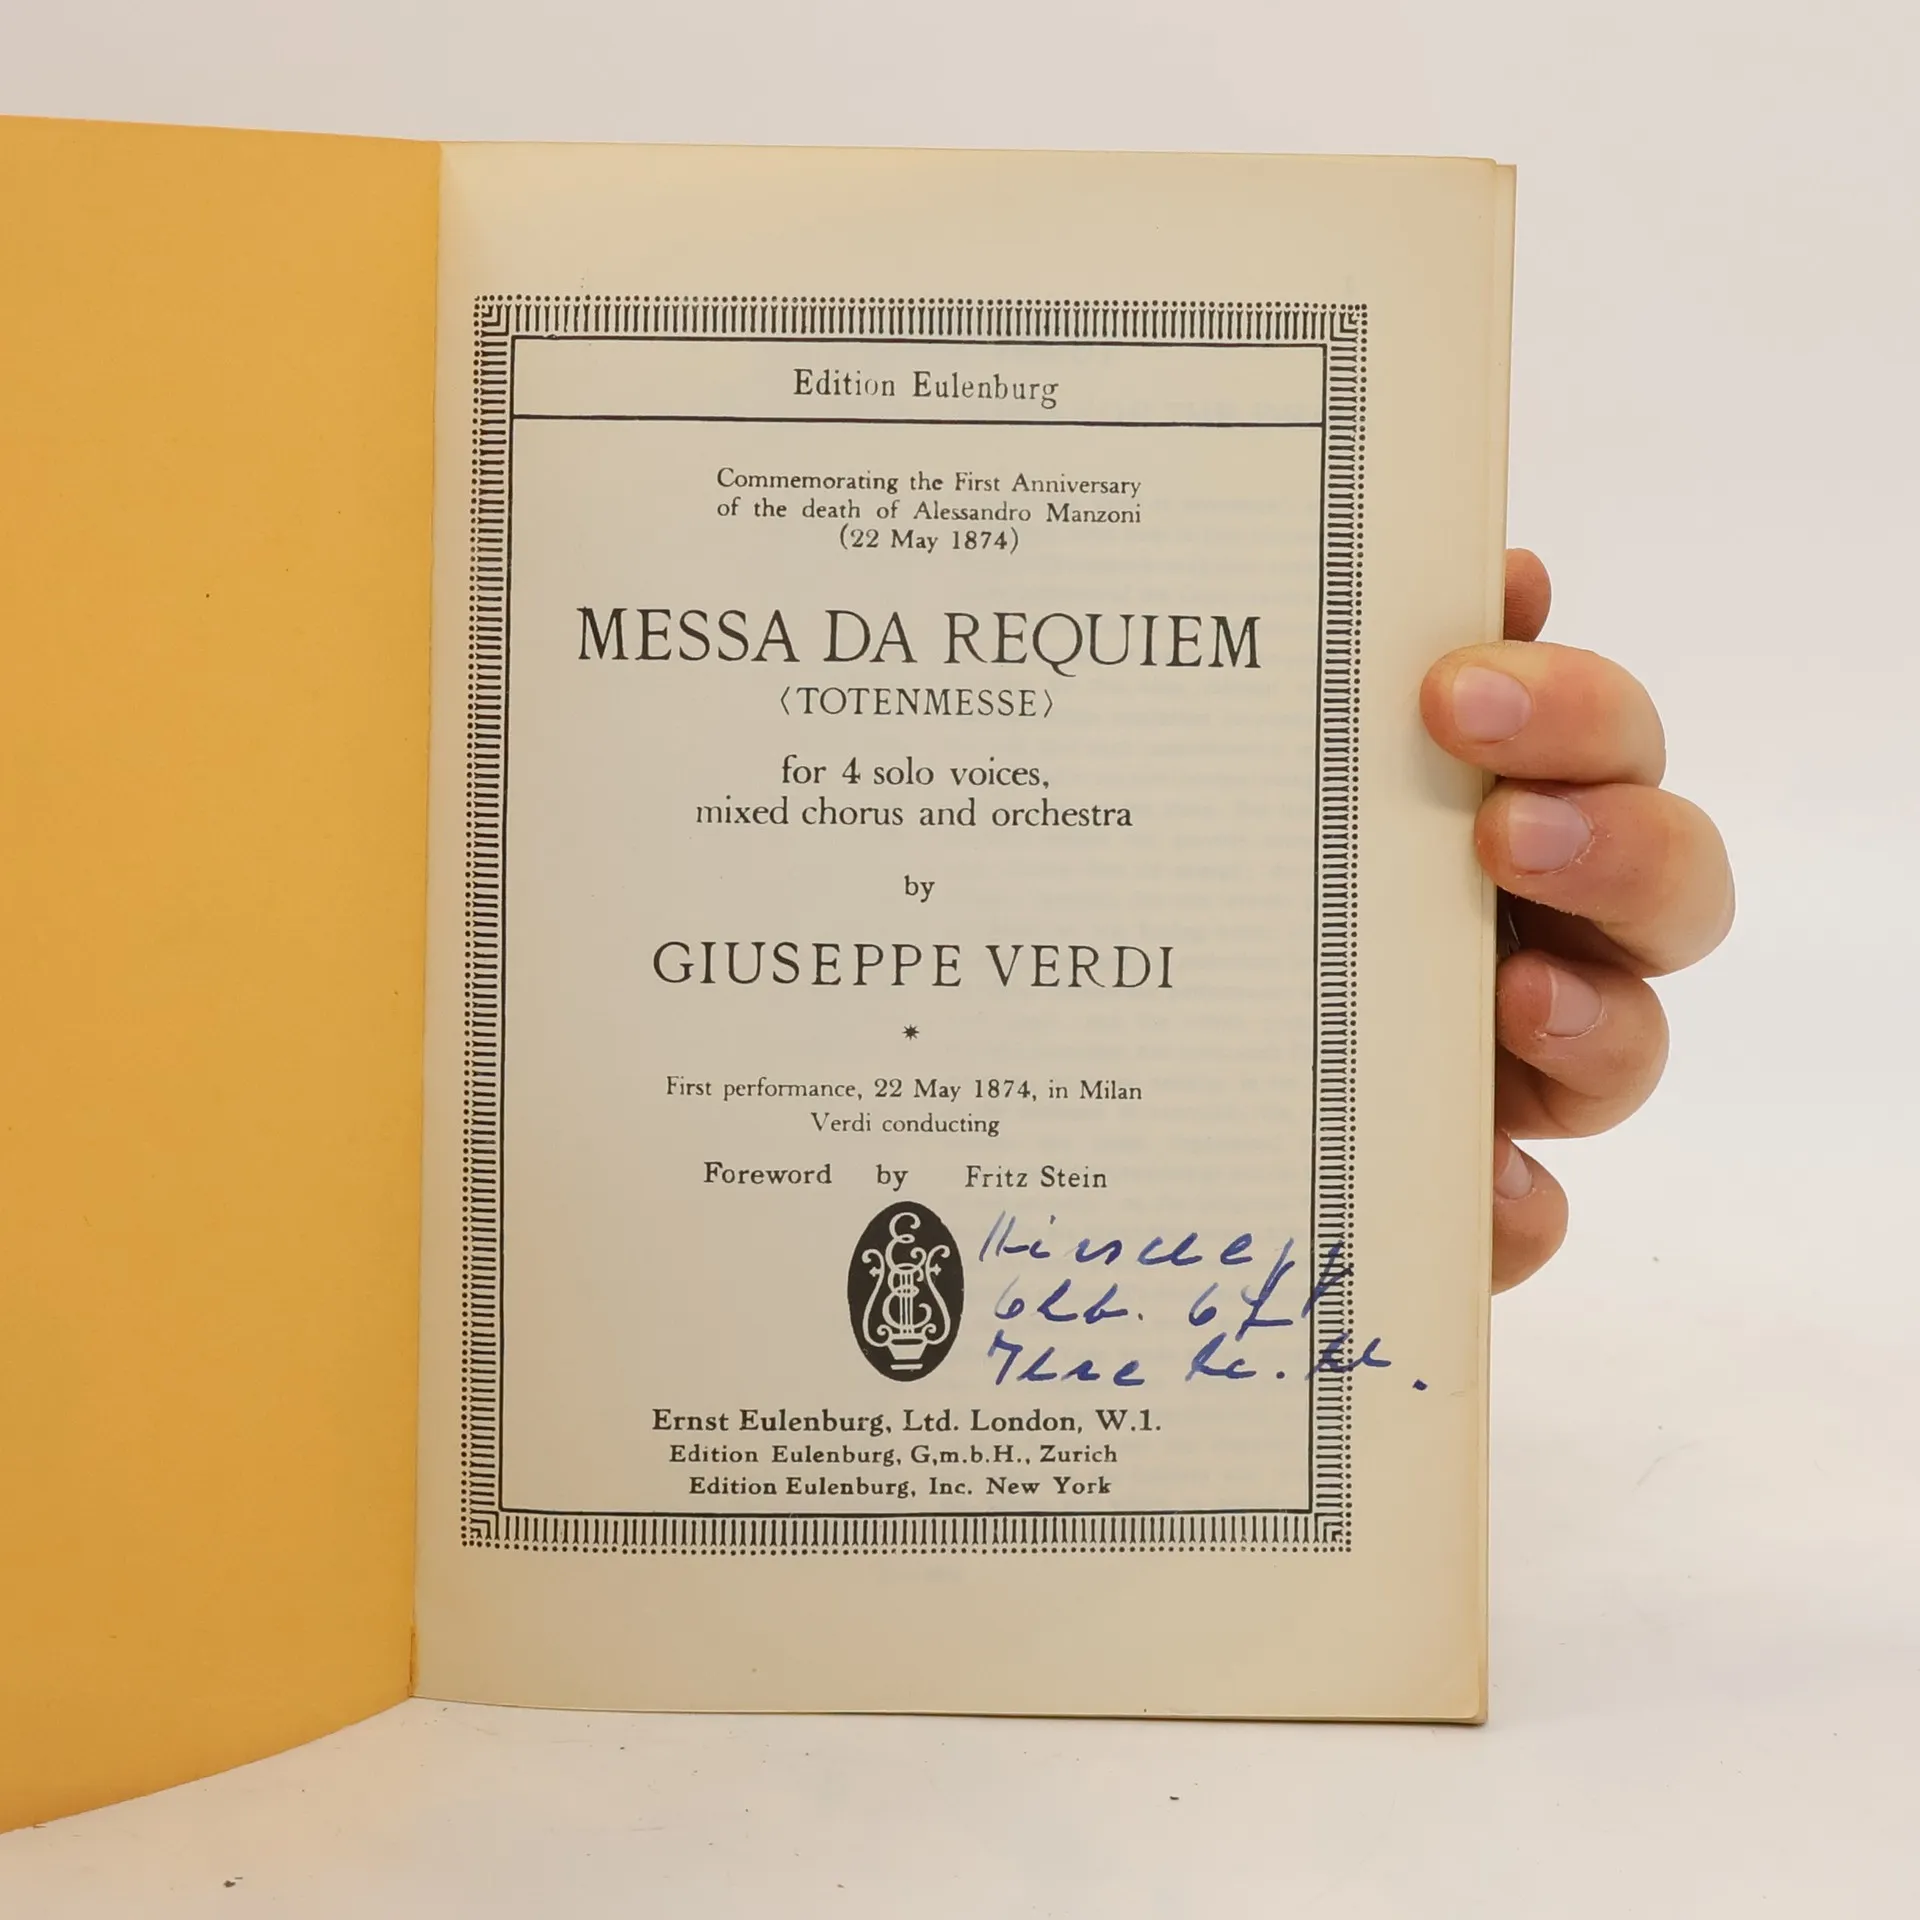 Edition Eulenburg
Commemorating the First Anniversary
of the death of Alessandro Manzoni
(22 May 1874)
MESSA DA REQUIEM
〈TOTENMESSE〉
for 4 solo voices,
mixed chorus and orchestra
by
GIUSEPPE VERDI
*
First performance, 22 May 1874, in Milan
Verdi conducting
Foreword by Fritz Stein
Ernst Eulenburg, Ltd. London, W.1.
Edition Eulenburg, G,m.b.H., Zurich
Edition Eulenburg, Inc. New York